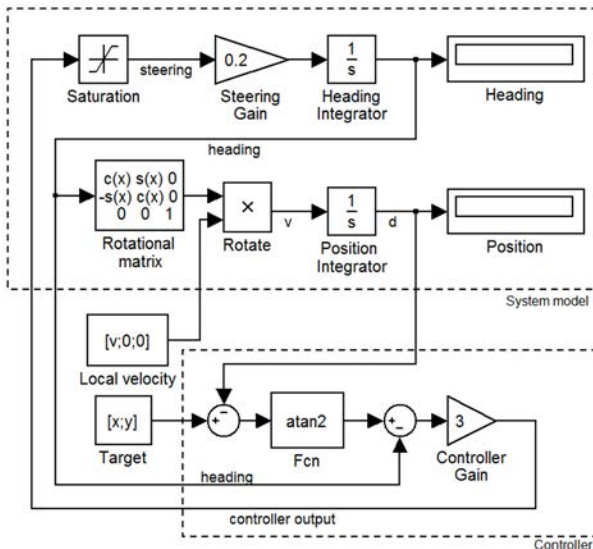 steering
0.2
1
s
Saturation
Steering
Gain
Heading
Integrator
Heading
heading
c(x) s(x) 0
-s(x) c(x) 0
0 0 1
×
v
1
s
d
Rotational
matrix
Rotate
Position
Integrator
Position
System model
[v;0;0]
Local velocity
[x;y]
Target
+
−
atan2
Fcn
+
−
3
Controller
Gain
heading
controller output
Controller